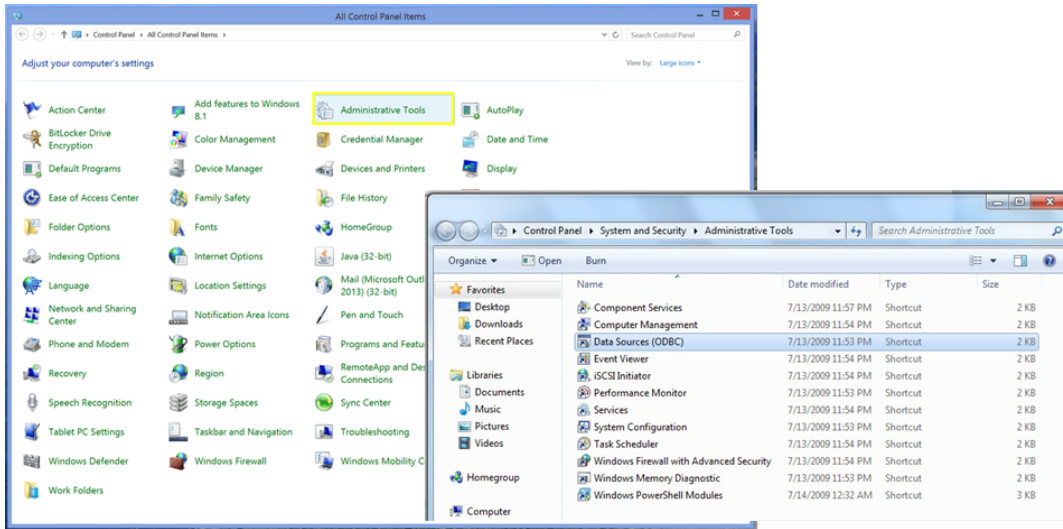 All Control Panel Items
Control Panel All Control Panel Items
Search Control Panel
Adjust your computer's settings
View by: Large icons
Action Center
Add features to Windows
8.1
Administrative Tools
AutoPlay
BitLocker Drive
Encryption
Color Management
Credential Manager
Date and Time
Default Programs
Device Manager
Devices and Printers
Display
Ease of Access Center
Family Safety
File History
Folder Options
Fonts
HomeGroup
Indexing Options
Internet Options
Java (32-bit)
Language
Location Settings
Mail (Microsoft Outl
2013) (32-bit)
Network and Sharing
Center
Notification Area Icons
Pen and Touch
Phone and Modem
Power Options
Programs and Featu
Recovery
Region
RemoteApp and Des
Connections
Speech Recognition
Storage Spaces
Sync Center
Tablet PC Settings
Taskbar and Navigation
Troubleshooting
Windows Defender
Windows Firewall
Windows Mobility C
Work Folders
Control Panel System and Security Administrative Tools
Search Administrative Tools
Organize Open Burn
Favorites
Desktop
Downloads
Recent Places
Libraries
Documents
Music
Pictures
Videos
Homegroup
Computer
Name Date modified Type Size
Component Services 7/13/2009 11:57 PM Shortcut 2 KB
Computer Management 7/13/2009 11:54 PM Shortcut 2 KB
Data Sources (ODBC) 7/13/2009 11:53 PM Shortcut 2 KB
Event Viewer 7/13/2009 11:54 PM Shortcut 2 KB
iSCSI Initiator 7/13/2009 11:54 PM Shortcut 2 KB
Performance Monitor 7/13/2009 11:53 PM Shortcut 2 KB
Services 7/13/2009 11:54 PM Shortcut 2 KB
System Configuration 7/13/2009 11:53 PM Shortcut 2 KB
Task Scheduler 7/13/2009 11:54 PM Shortcut 2 KB
Windows Firewall with Advanced Security 7/13/2009 11:54 PM Shortcut 2 KB
Windows Memory Diagnostic 7/13/2009 11:53 PM Shortcut 2 KB
Windows PowerShell Modules 7/14/2009 12:32 AM Shortcut 3 KB